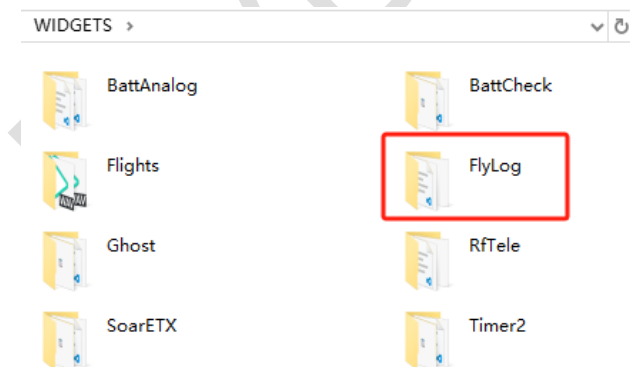 WIDGETS >
BattAnalog
BattCheck
Flights
FlyLog
Ghost
RfTele
SoarETX
Timer2